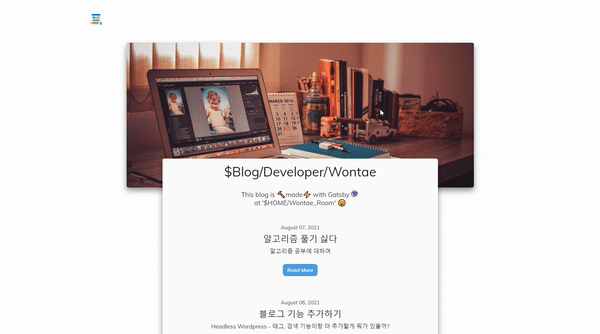 MARÇO 2016
$Blog/Developer/Wontae
This blog is 🔨made⚡ with Gatsby
at '$HOME/Wontae_Room' 😄
August 07, 2021
알고리즘 풀기 싫다
알고리즘 공부에 대하여
Read More
August 06, 2021
블로그 기능 추가하기
Headless Wordpress - 태그, 검색 기능이랑 더 추가할게 뭐가 있을까?